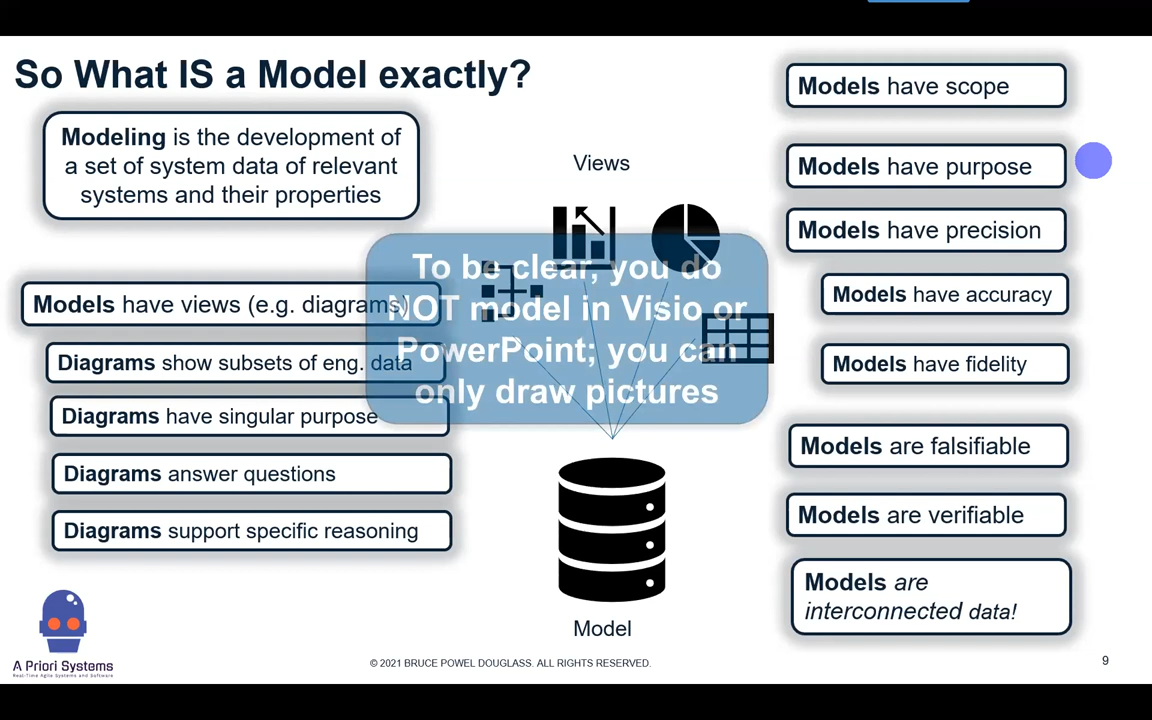 So What IS a Model exactly?
Modeling is the development of
a set of system data of relevant
systems and their properties
Models have views (e.g. diagrams)
Diagrams show subsets of eng. data
Diagrams have singular purpose
Diagrams answer questions
Diagrams support specific reasoning
Views
To be clear, you do
NOT model in Visio or
PowerPoint; you can
only draw pictures
Model
Models have scope
Models have purpose
Models have precision
Models have accuracy
Models have fidelity
Models are falsifiable
Models are verifiable
Models are
interconnected data!
A Priori Systems
Real-Time Agile Systems and Software
© 2021 BRUCE POWEL DOUGLASS. ALL RIGHTS RESERVED.
9